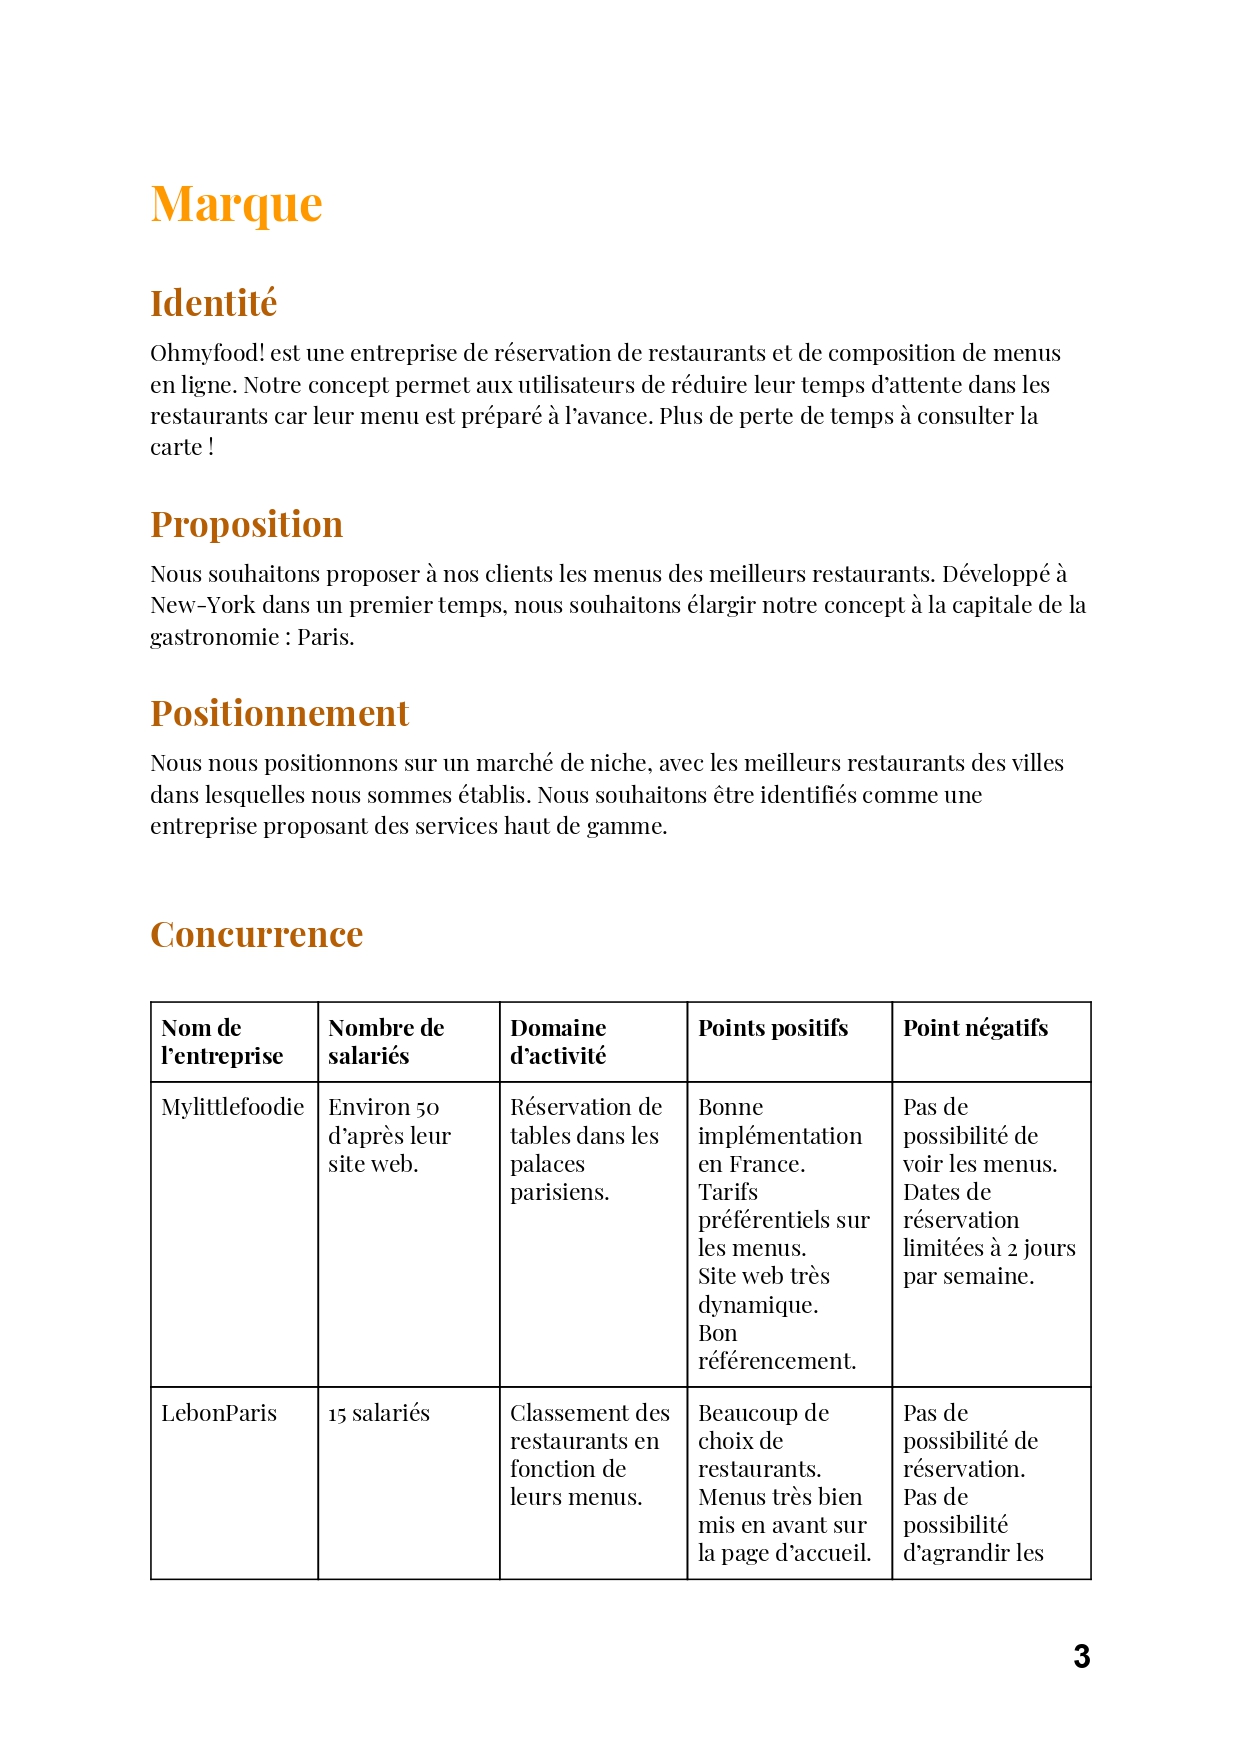 Marque
Identité
Ohmyfood! est une entreprise de réservation de restaurants et de composition de menus
en ligne. Notre concept permet aux utilisateurs de réduire leur temps d’attente dans les
restaurants car leur menu est préparé à l’avance. Plus de perte de temps à consulter la
carte !
Proposition
Nous souhaitons proposer à nos clients les menus des meilleurs restaurants. Développé à
New-York dans un premier temps, nous souhaitons élargir notre concept à la capitale de la
gastronomie : Paris.
Positionnement
Nous nous positionnons sur un marché de niche, avec les meilleurs restaurants des villes
dans lesquelles nous sommes établis. Nous souhaitons être identifiés comme une
entreprise proposant des services haut de gamme.
Concurrence
Nom de
l’entreprise
Nombre de
salariés
Domaine
d’activité
Points positifs
Point négatifs
Mylittlefoodie
Environ 50
d’après leur
site web.
Réservation de
tables dans les
palaces
parisiens.
Bonne
implémentation
en France.
Tarifs
préférentiels sur
les menus.
Site web très
dynamique.
Bon
référencement.
Pas de
possibilité de
voir les menus.
Dates de
réservation
limitées à 2 jours
par semaine.
LebonParis
15 salariés
Classement des
restaurants en
fonction de
leurs menus.
Beaucoup de
choix de
restaurants.
Menus très bien
mis en avant sur
la page d’accueil.
Pas de
possibilité de
réservation.
Pas de
possibilité
d’agrandir les
3